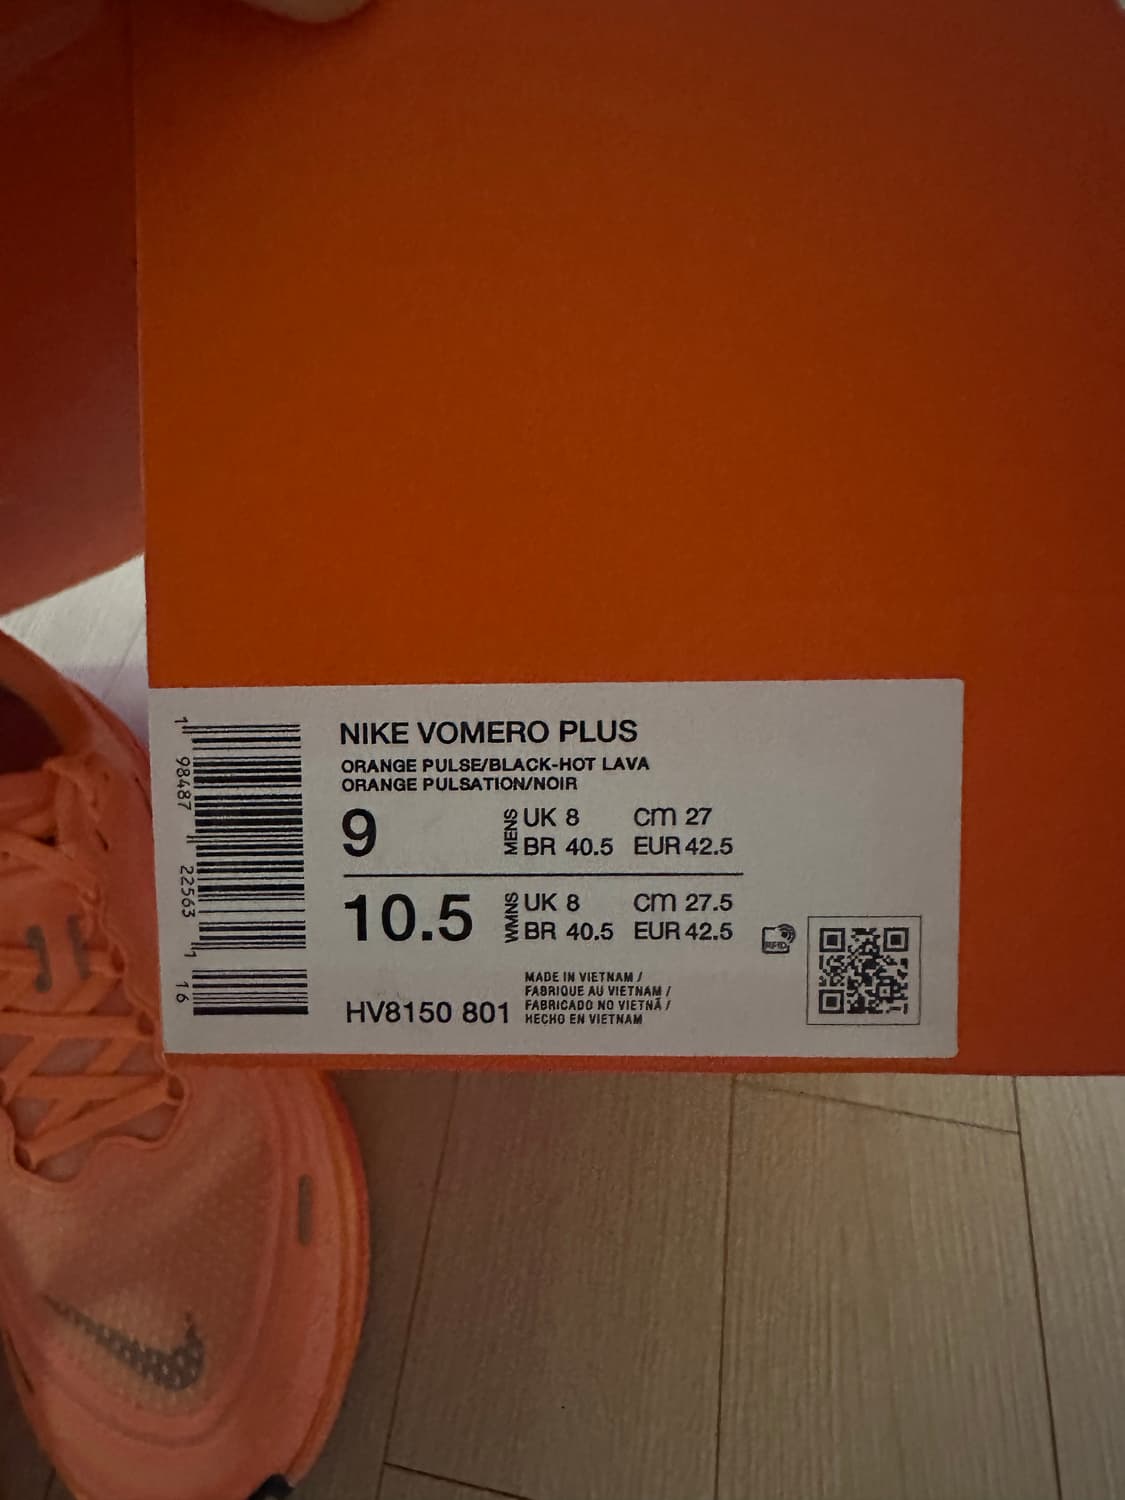 NIKE VOMERO PLUS
ORANGE PULSE/BLACK-HOT LAVA
ORANGE PULSATION/NOIR
9 MENS UK 8 cm 27
BR 40.5 EUR 42.5
10.5 WMNS UK 8 cm 27.5
BR 40.5 EUR 42.5
RFID
MADE IN VIETNAM /
FABRIQUE AU VIETNAM /
FABRICADO NO VIETNÃ /
HECHO EN VIETNAM
HV8150 801
1 98487 22563 1 16